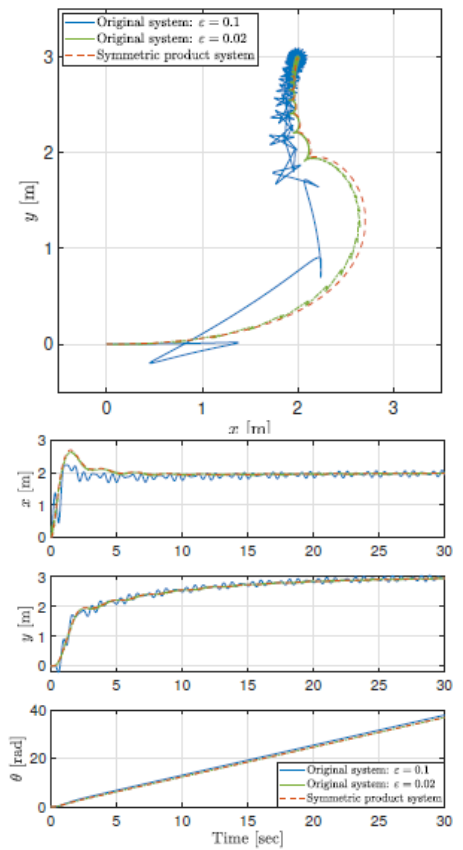 Original system: ε = 0.1
Original system: ε = 0.02
Symmetric product system
3
2
1
0
y [m]
0 1 2 3
x [m]
3
2
1
0
x [m]
0 5 10 15 20 25 30
3
2
1
0
y [m]
0 5 10 15 20 25 30
40
20
0
θ [rad]
Original system: ε = 0.1
Original system: ε = 0.02
Symmetric product system
0 5 10 15 20 25 30
Time [sec]